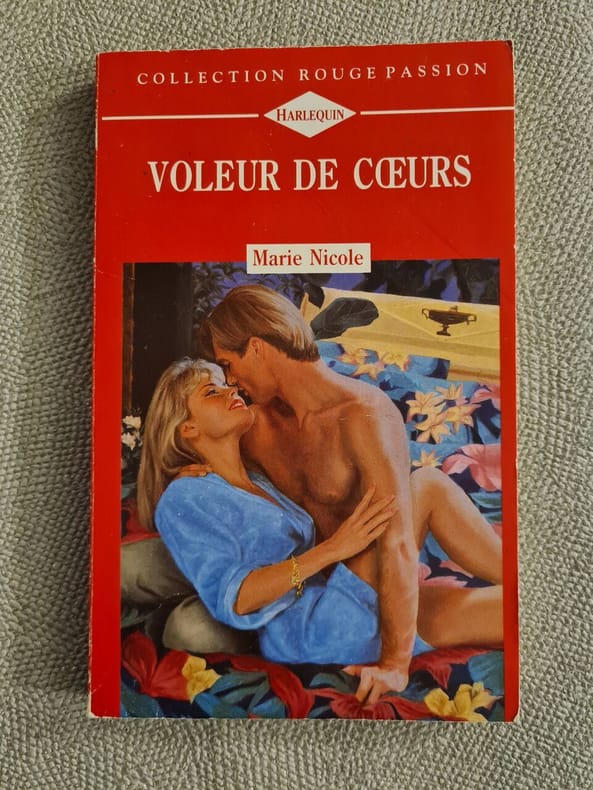 COLLECTION ROUGE PASSION
HARLEQUIN
VOLEUR DE CŒURS
Marie Nicole